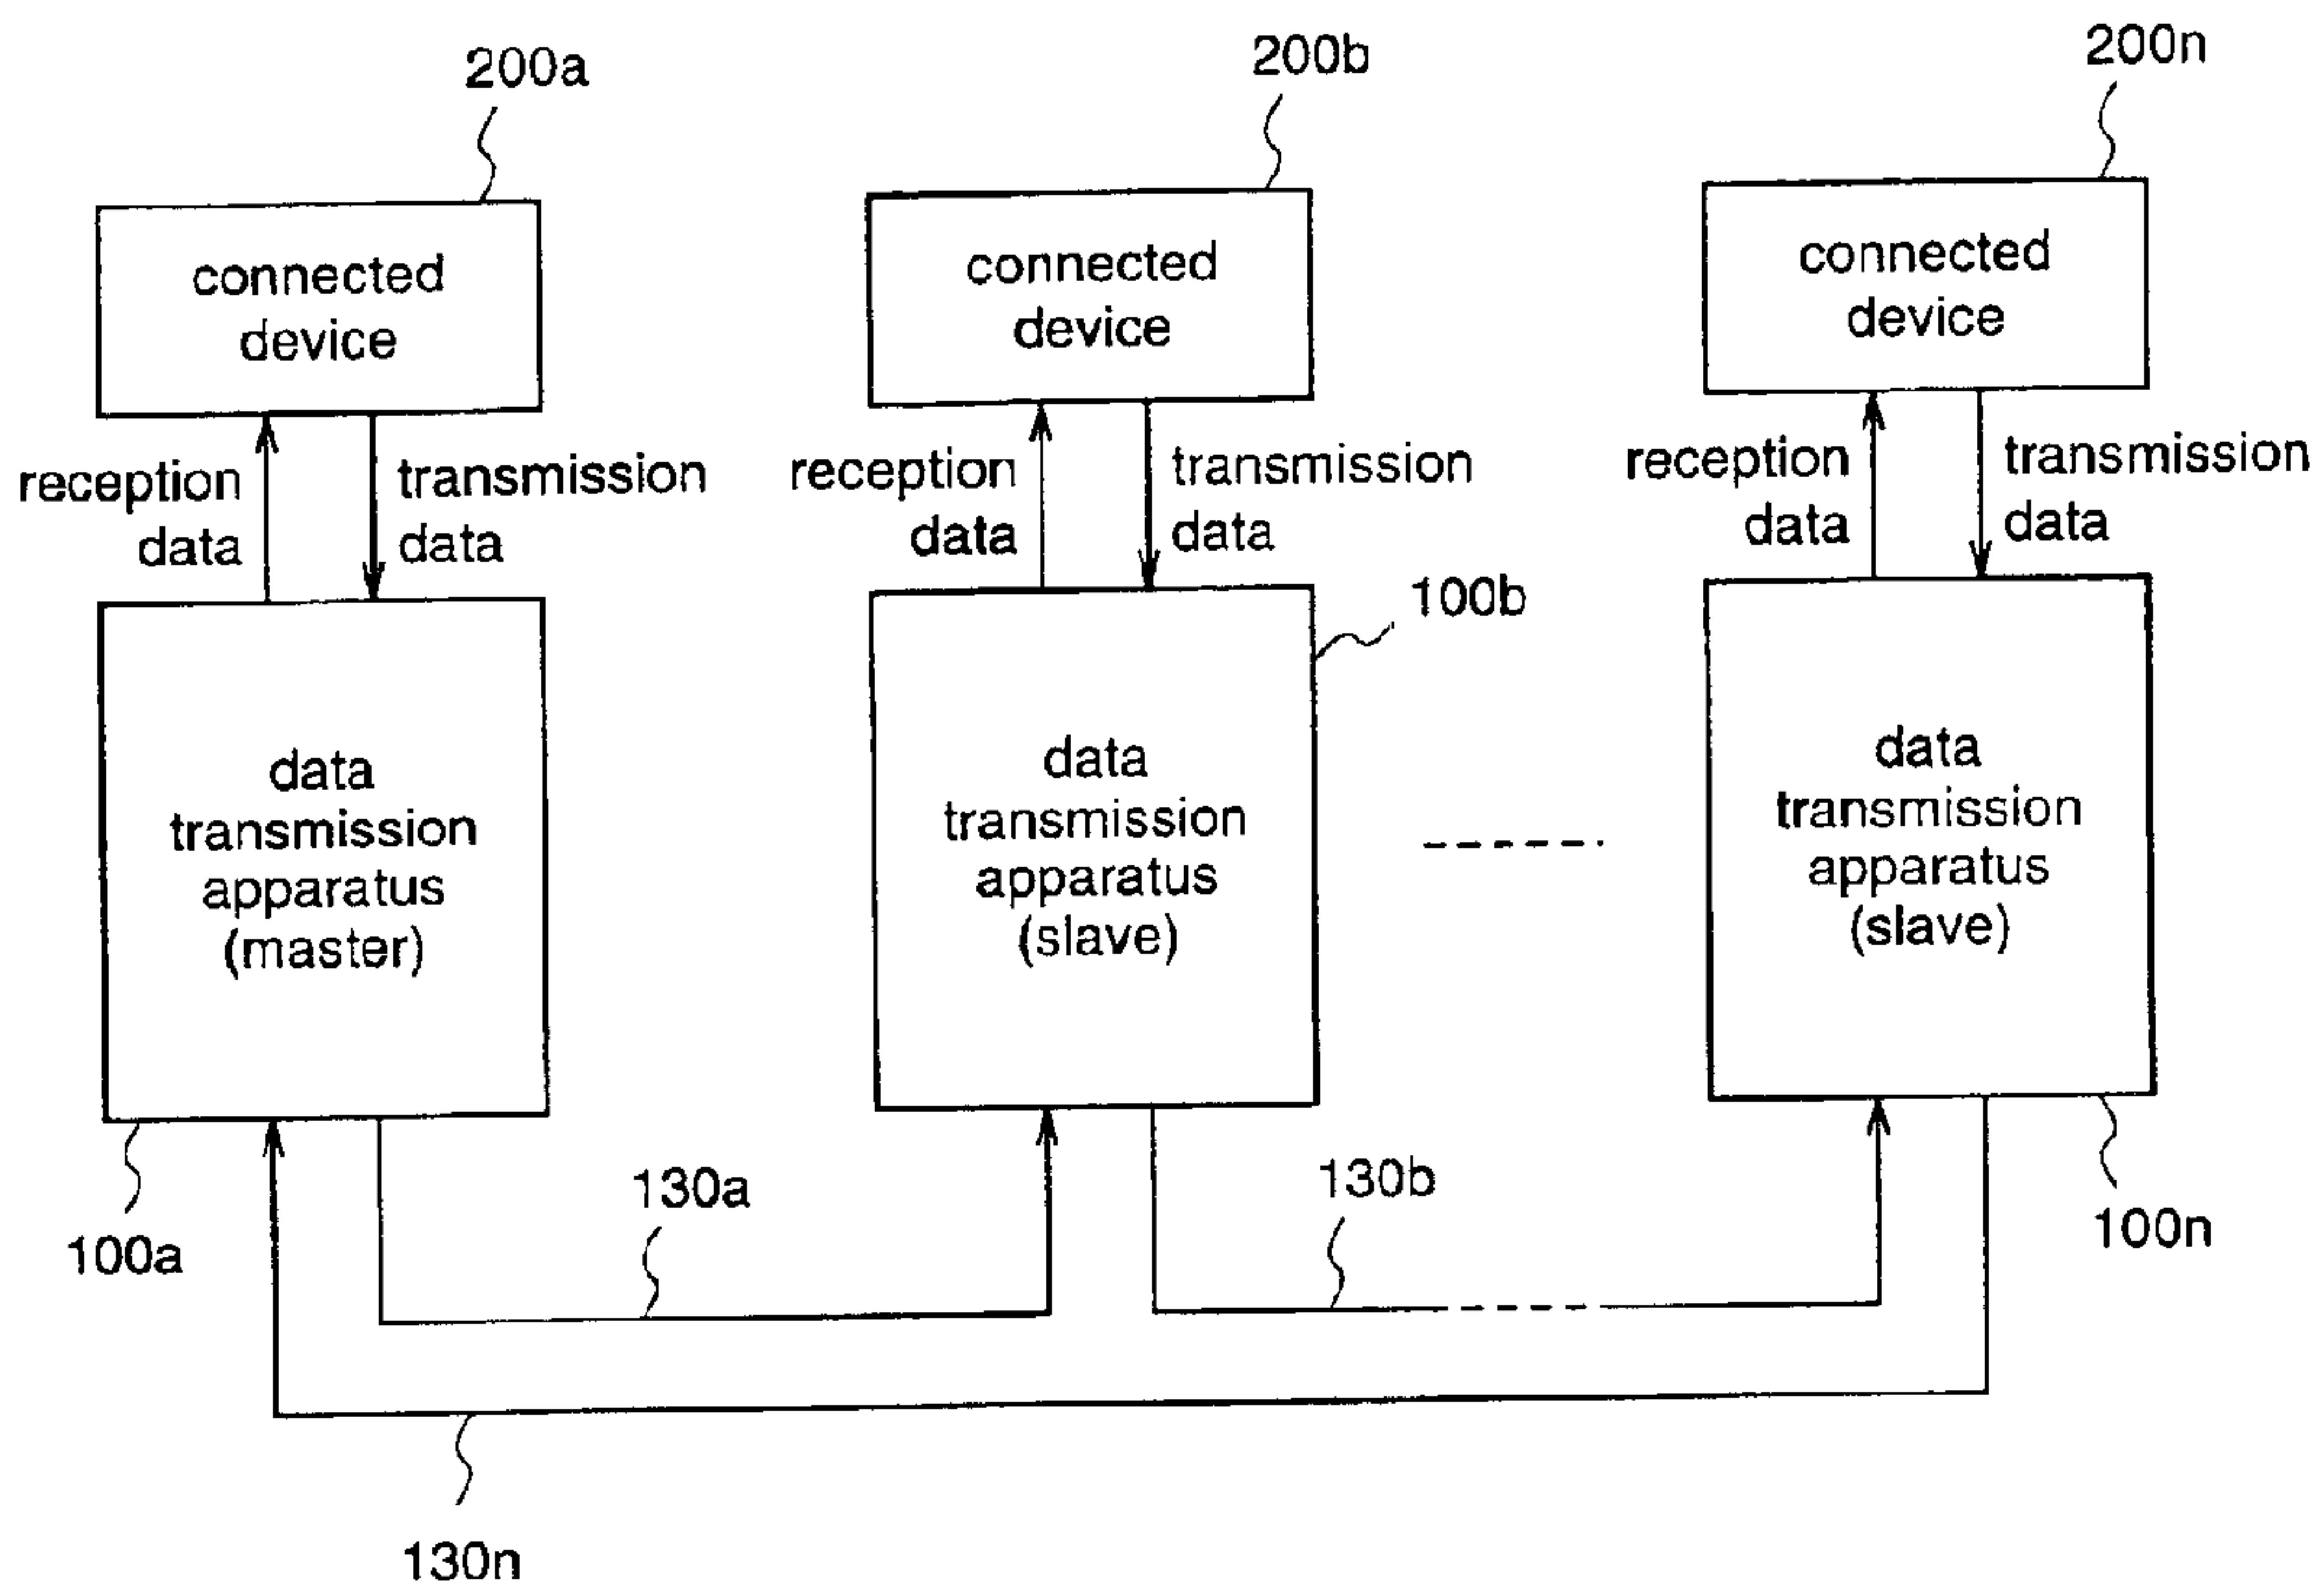 200a
200b
200n
connected
device
connected
device
connected
device
reception
data
transmission
data
reception
data
transmission
data
reception
data
transmission
data
100b
data
transmission
apparatus
(master)
data
transmission
apparatus
(slave)
data
transmission
apparatus
(slave)
100a
130a
130b
100n
130n